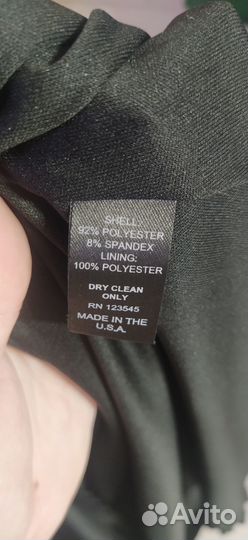 SHELL:
92% POLYESTER
8% SPANDEX
LINING:
100% POLYESTER
DRY CLEAN
ONLY
RN 123545
MADE IN THE
U.S.A.
Avito